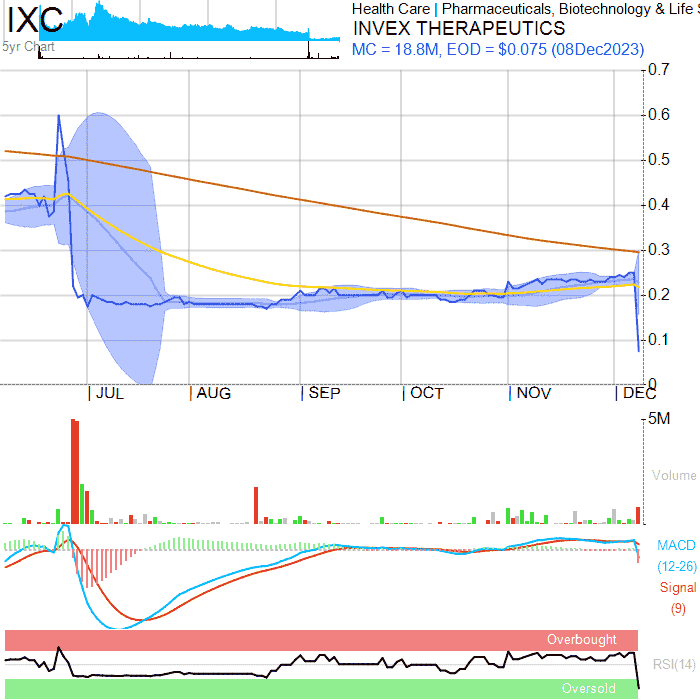 IXC
5yr Chart
Health Care | Pharmaceuticals, Biotechnology & Life
INVEX THERAPEUTICS
MC = 18.8M, EOD = $0.075 (08Dec2023)
0.7
0.6
0.5
0.4
0.3
0.2
0.1
0
JUL AUG SEP OCT NOV DEC
5M
Volume
MACD
(12-26)
Signal
(9)
Overbought
RSI(14)
Oversold